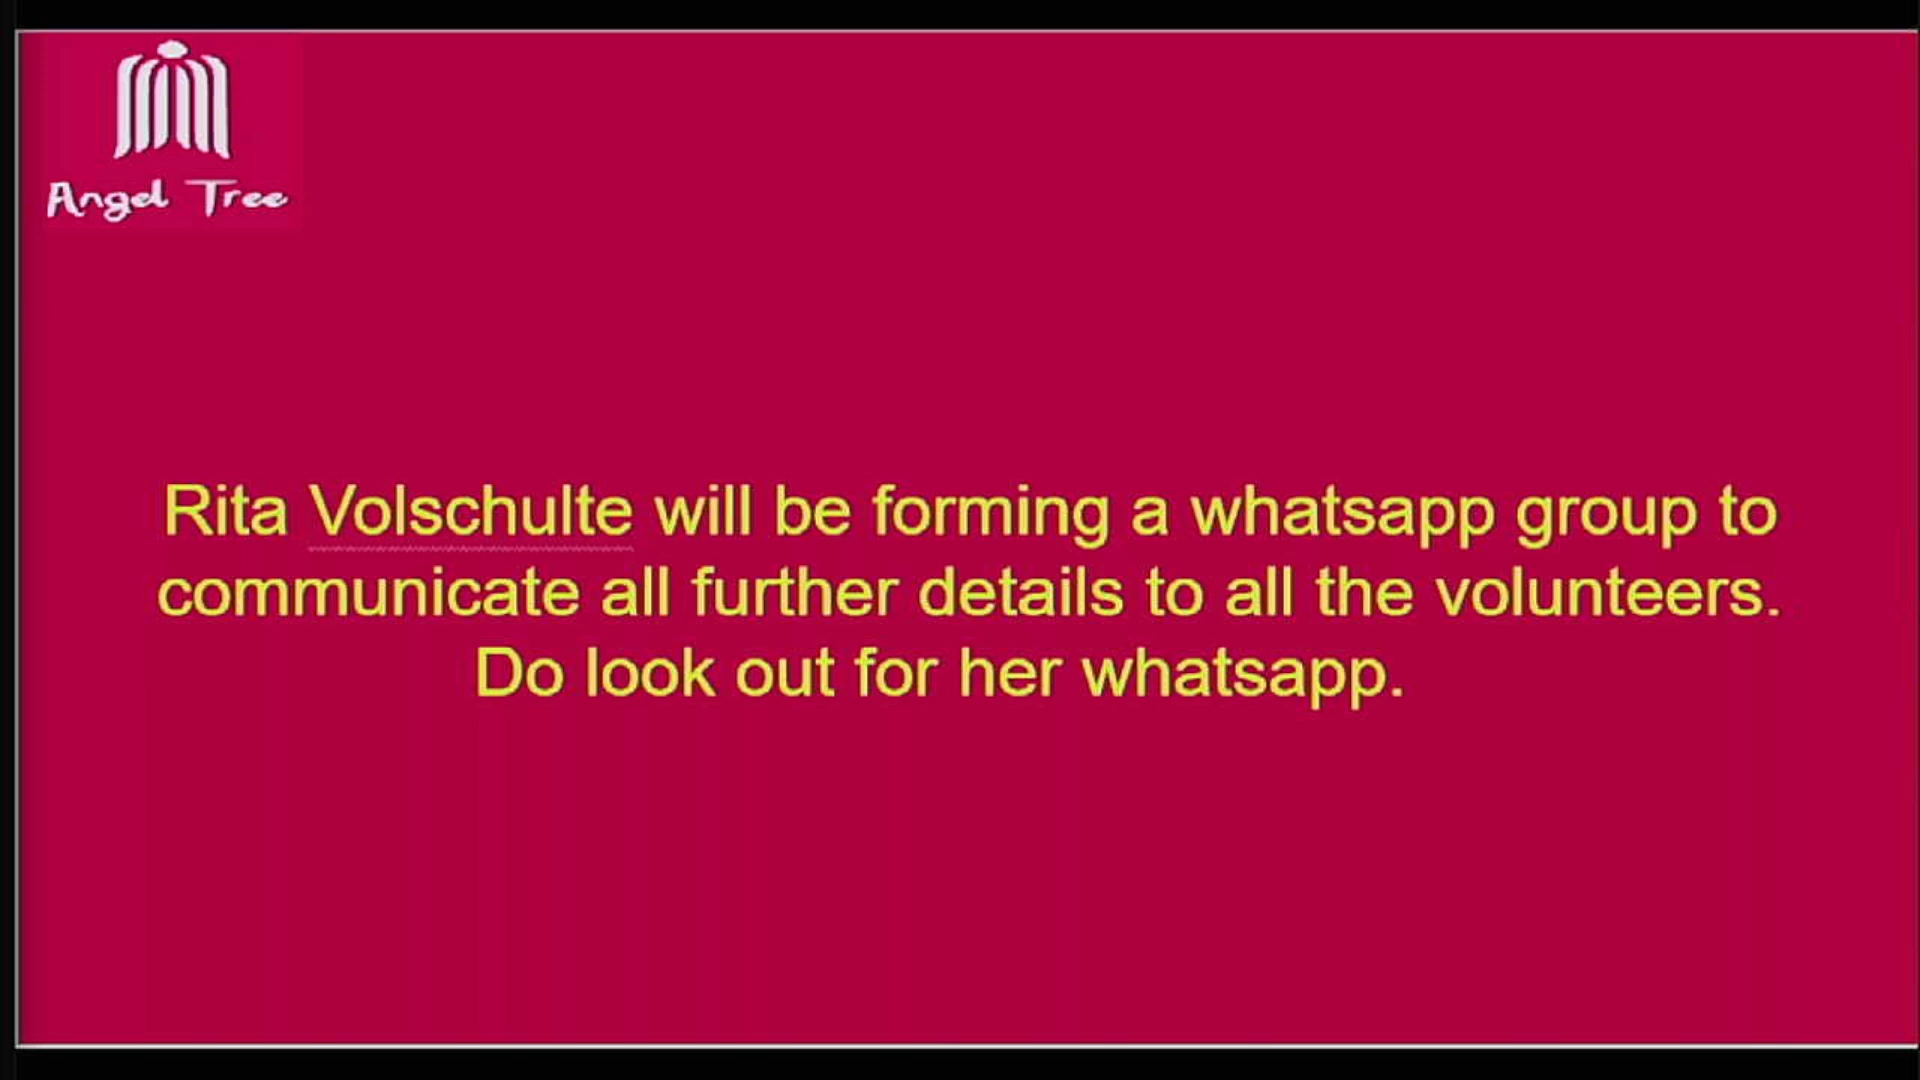 Angel Tree
Rita Volschulte will be forming a whatsapp group to
communicate all further details to all the volunteers.
Do look out for her whatsapp.